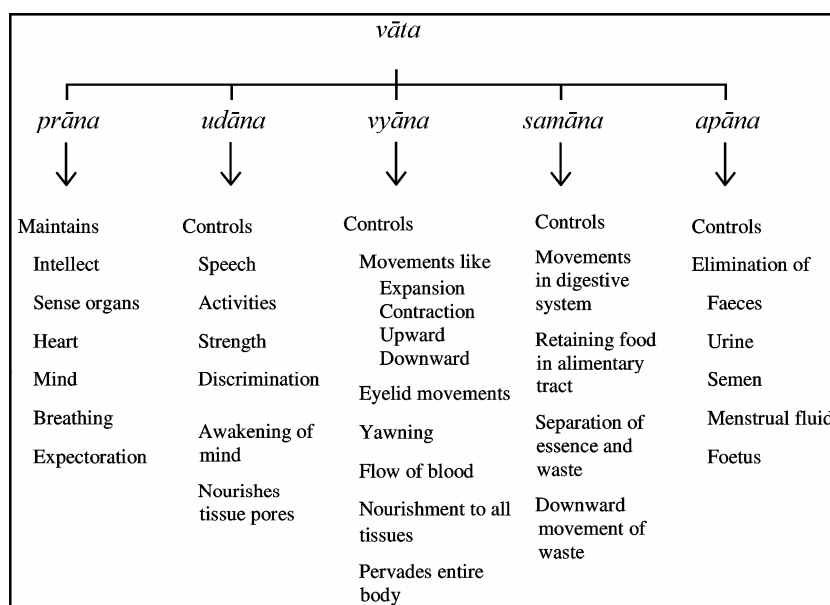 vāta
prāna
udāna
vyāna
samāna
apāna
Maintains
Intellect
Sense organs
Heart
Mind
Breathing
Expectoration
Controls
Speech
Activities
Strength
Discrimination
Awakening of
mind
Nourishes
tissue pores
Controls
Movements like
Expansion
Contraction
Upward
Downward
Eyelid movements
Yawning
Flow of blood
Nourishment to all
tissues
Pervades entire
body
Controls
Movements
in digestive
system
Retaining food
in alimentary
tract
Separation of
essence and
waste
Downward
movement of
waste
Controls
Elimination of
Faeces
Urine
Semen
Menstrual fluid
Foetus